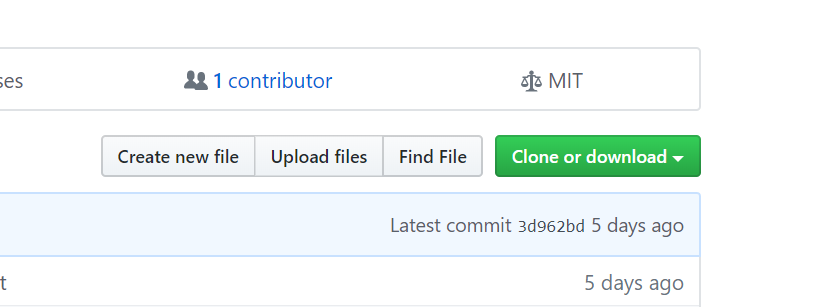 ses 1 contributor MIT
Create new file Upload files Find File Clone or download
Latest commit 3d962bd 5 days ago
t 5 days ago